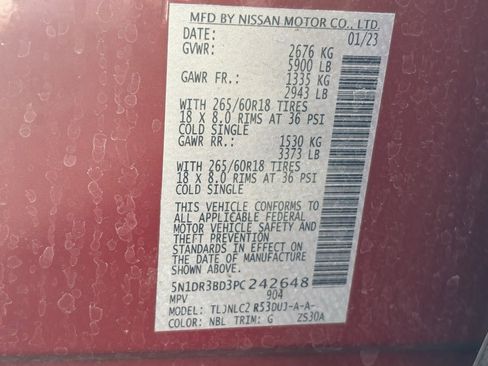 MFD BY NISSAN MOTOR CO., LTD.
DATE: 01/23
GVWR: 2676 KG
5900 LB
GAWR FR.: 1335 KG
2943 LB
WITH 265/60R18 TIRES
18 X 8.0 RIMS AT 36 PSI
COLD SINGLE
GAWR RR.: 1530 KG
3373 LB
WITH 265/60R18 TIRES
18 X 8.0 RIMS AT 36 PSI
COLD SINGLE
THIS VEHICLE CONFORMS TO
ALL APPLICABLE FEDERAL
MOTOR VEHICLE SAFETY AND
THEFT PREVENTION
STANDARDS IN EFFECT ON
THE DATE OF MANUFACTURE
SHOWN ABOVE.
5N1DR3BD3PC242648
MPV 904
MODEL: TLJNLC2 R53DUJ-A-A-
COLOR: NBL TRIM: G ZS30A